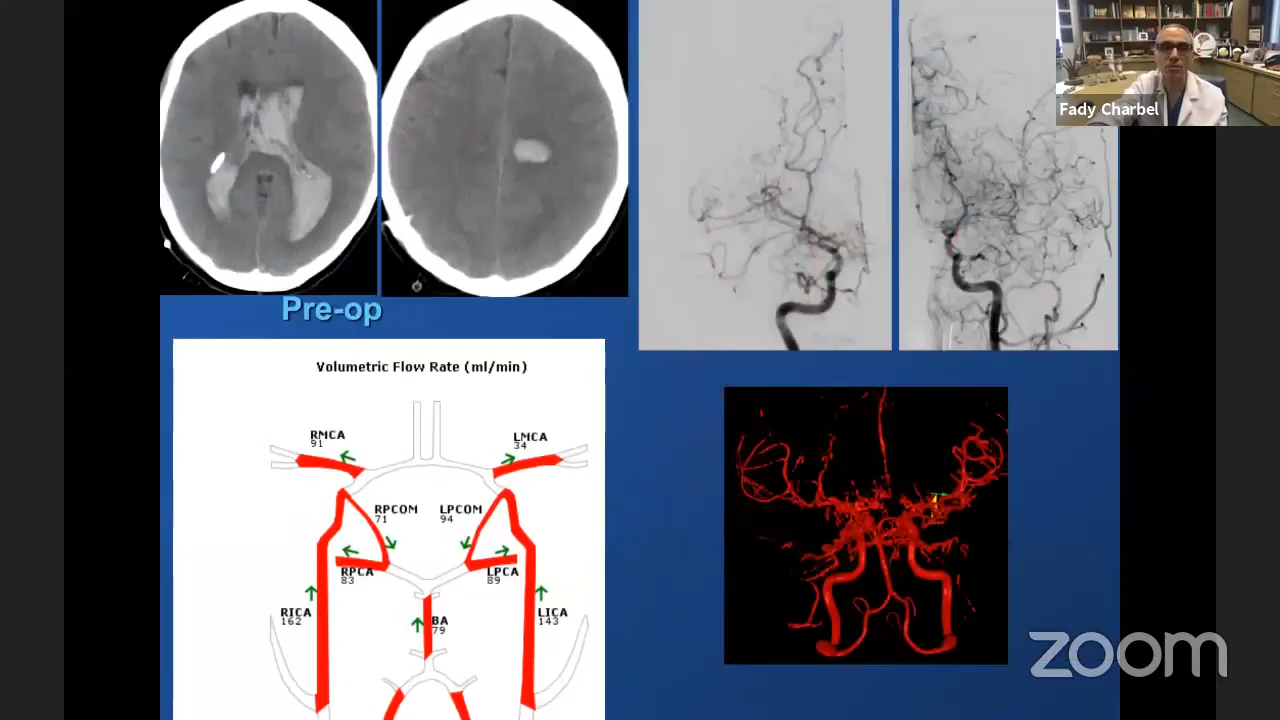 Fady Charbel
Pre-op
Volumetric Flow Rate (ml/min)
RMCA
91
LMCA
34
RPCOM
71
LPCOM
94
RPCA
83
LPCA
89
RICA
162
BA
79
LICA
143
zoom